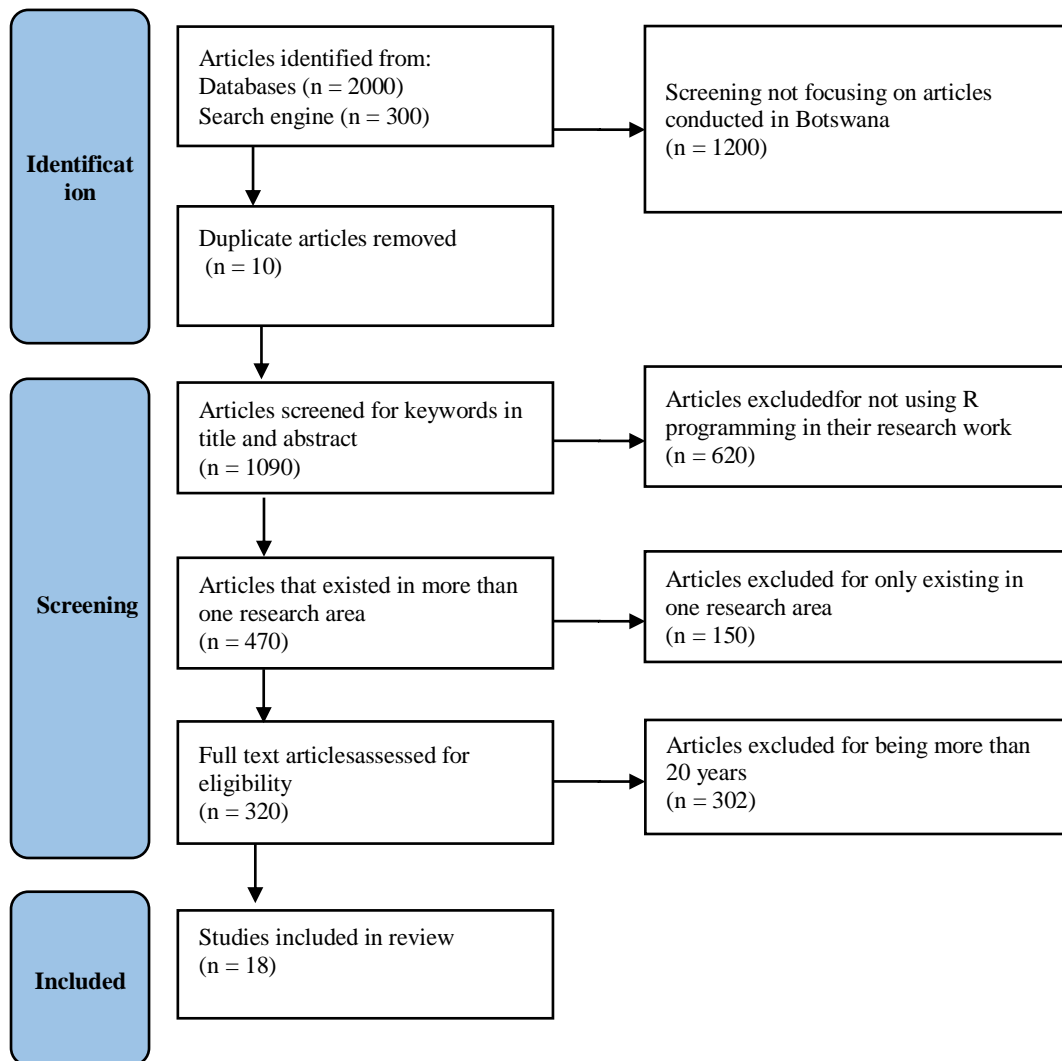 Identificat
ion
Articles identified from:
Databases (n = 2000)
Search engine (n = 300)
Screening not focusing on articles
conducted in Botswana
(n = 1200)
Duplicate articles removed
(n = 10)
Screening
Articles screened for keywords in
title and abstract
(n = 1090)
Articles excludedfor not using R
programming in their research work
(n = 620)
Articles that existed in more than
one research area
(n = 470)
Articles excluded for only existing in
one research area
(n = 150)
Full text articlesassessed for
eligibility
(n = 320)
Articles excluded for being more than
20 years
(n = 302)
Included
Studies included in review
(n = 18)